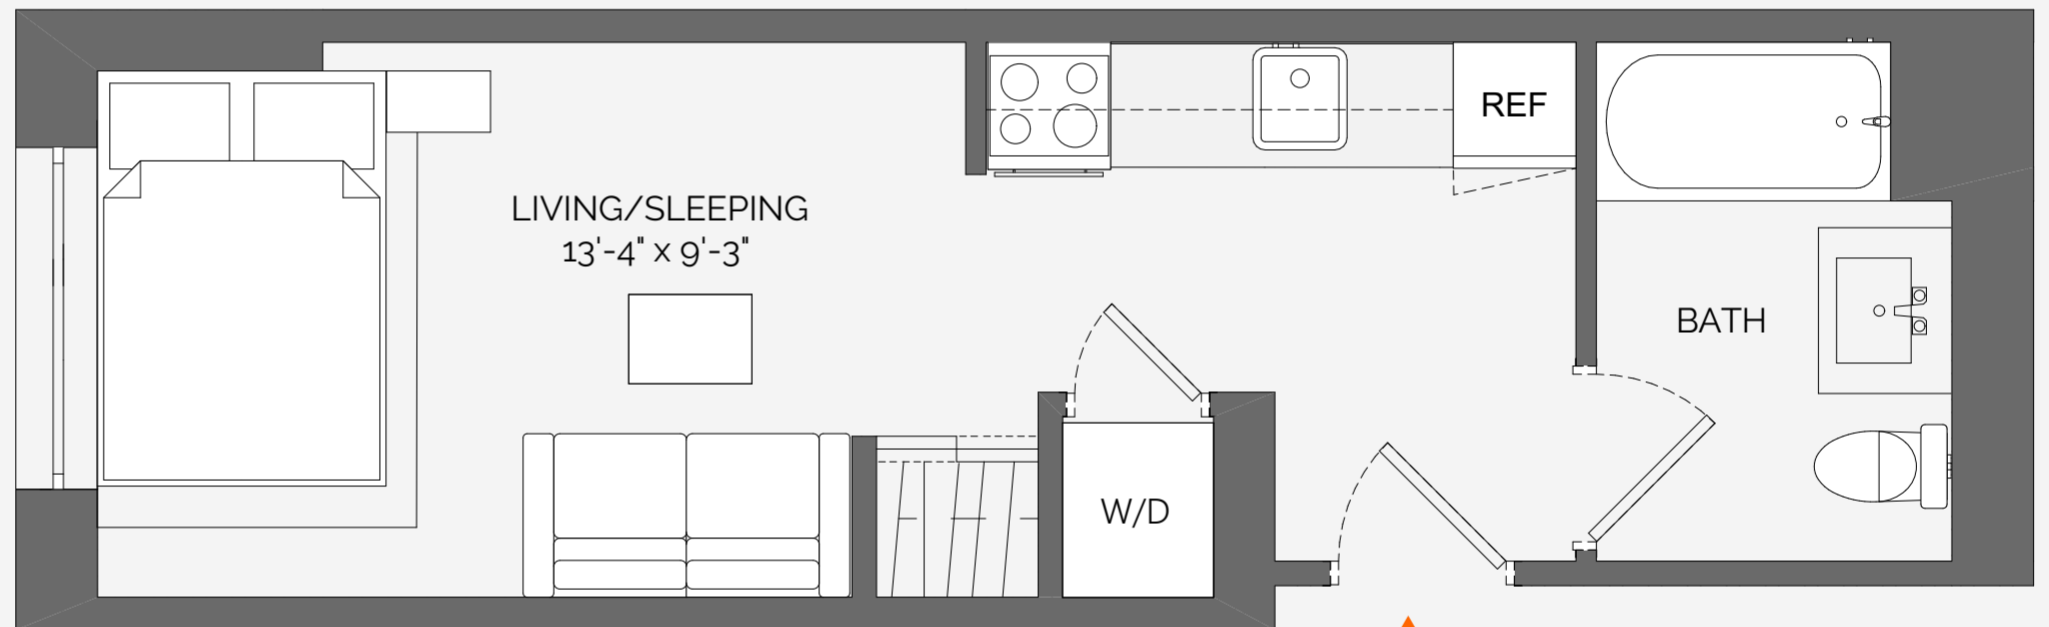 LIVING/SLEEPING
13'-4" x 9'-3"
REF
BATH
W/D